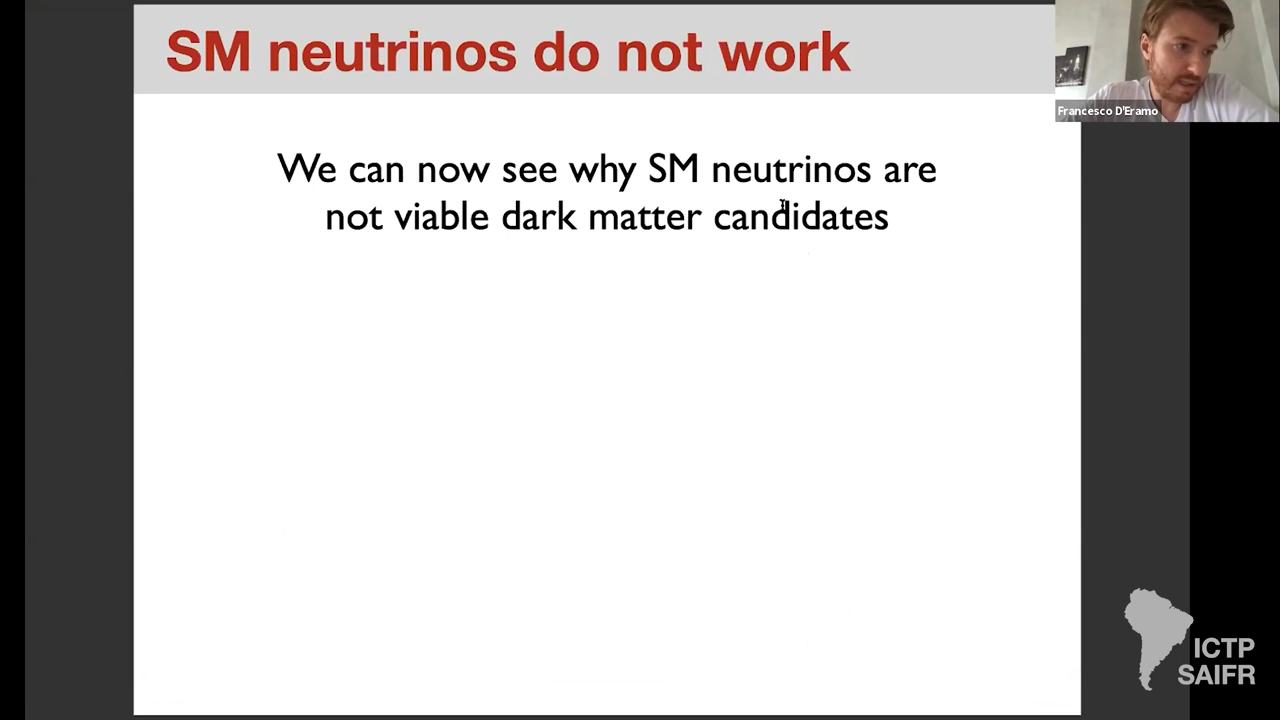 SM neutrinos do not work
Francesco D'Eramo
We can now see why SM neutrinos are
not viable dark matter candidates
ICTP
SAIFR